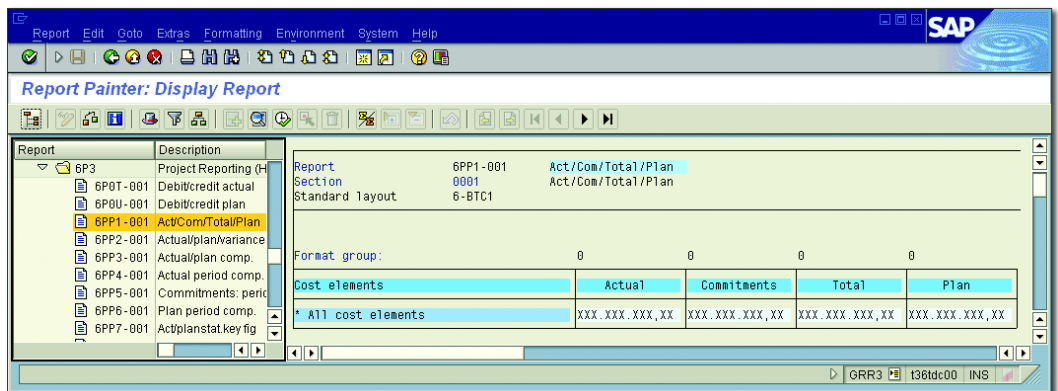 Report Edit Goto Extras Formatting Environment System Help
SAP
Report Painter: Display Report
Report Description
6P3 Project Reporting (H
6P0T-001 Debit/credit actual
6P0U-001 Debit/credit plan
6PP1-001 Act/Com/Total/Plan
6PP2-001 Actual/plan/variance
6PP3-001 Actual/plan comp.
6PP4-001 Actual period comp.
6PP5-001 Commitments: peric
6PP6-001 Plan period comp.
6PP7-001 Act/planstat.key fig
Report 6PP1-001 Act/Com/Total/Plan
Section 0001 Act/Com/Total/Plan
Standard layout 6-BTC1
Format group: 0 0 0 0
Cost elements Actual Commitments Total Plan
* All cost elements XXX.XXX.XXX,XX XXX.XXX.XXX,XX XXX.XXX.XXX,XX XXX.XXX.XXX,XX
GRR3 t36tdc00 INS